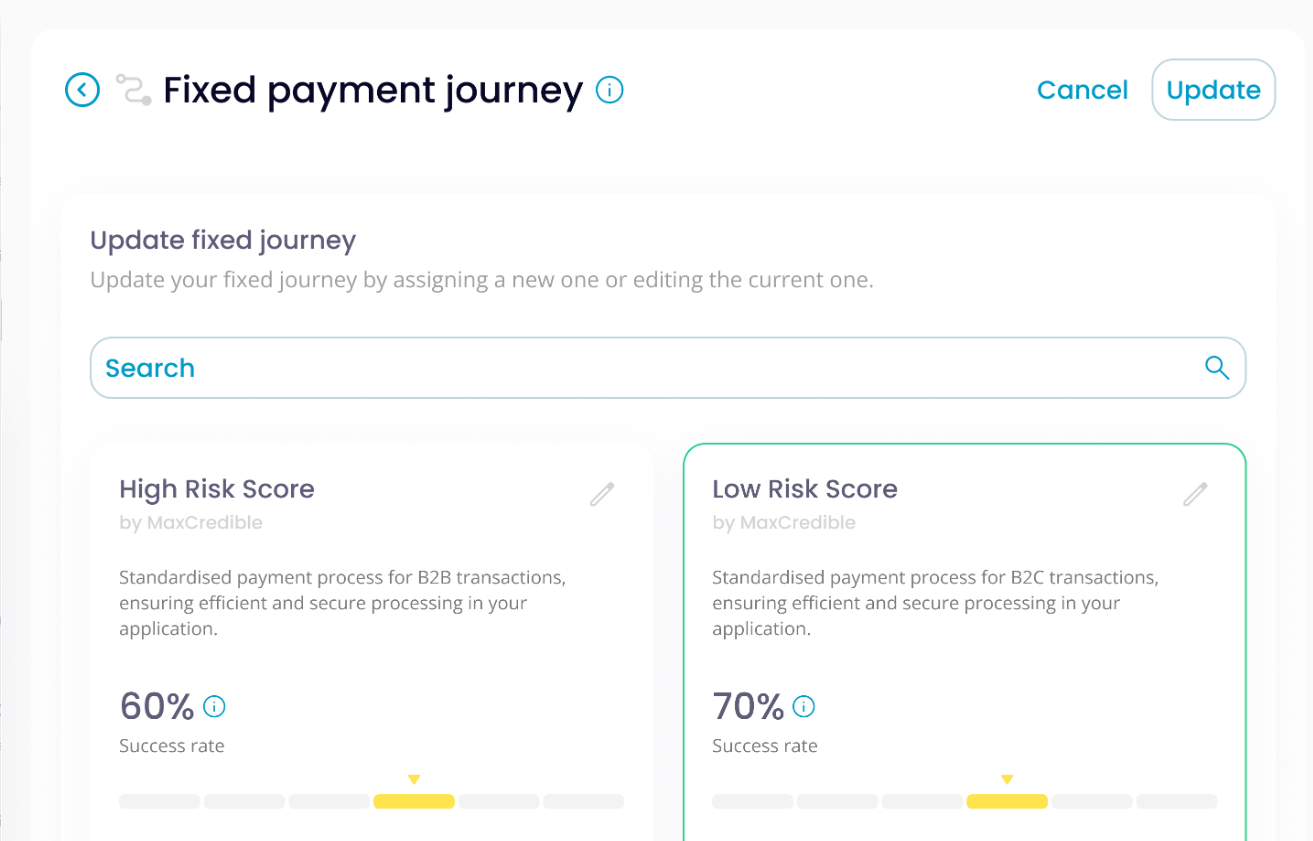 Fixed payment journey
Cancel
Update
Update fixed journey
Update your fixed journey by assigning a new one or editing the current one.
Search
High Risk Score
by MaxCredible
Standardised payment process for B2B transactions,
ensuring efficient and secure processing in your
application.
60%
Success rate
Low Risk Score
by MaxCredible
Standardised payment process for B2C transactions,
ensuring efficient and secure processing in your
application.
70%
Success rate